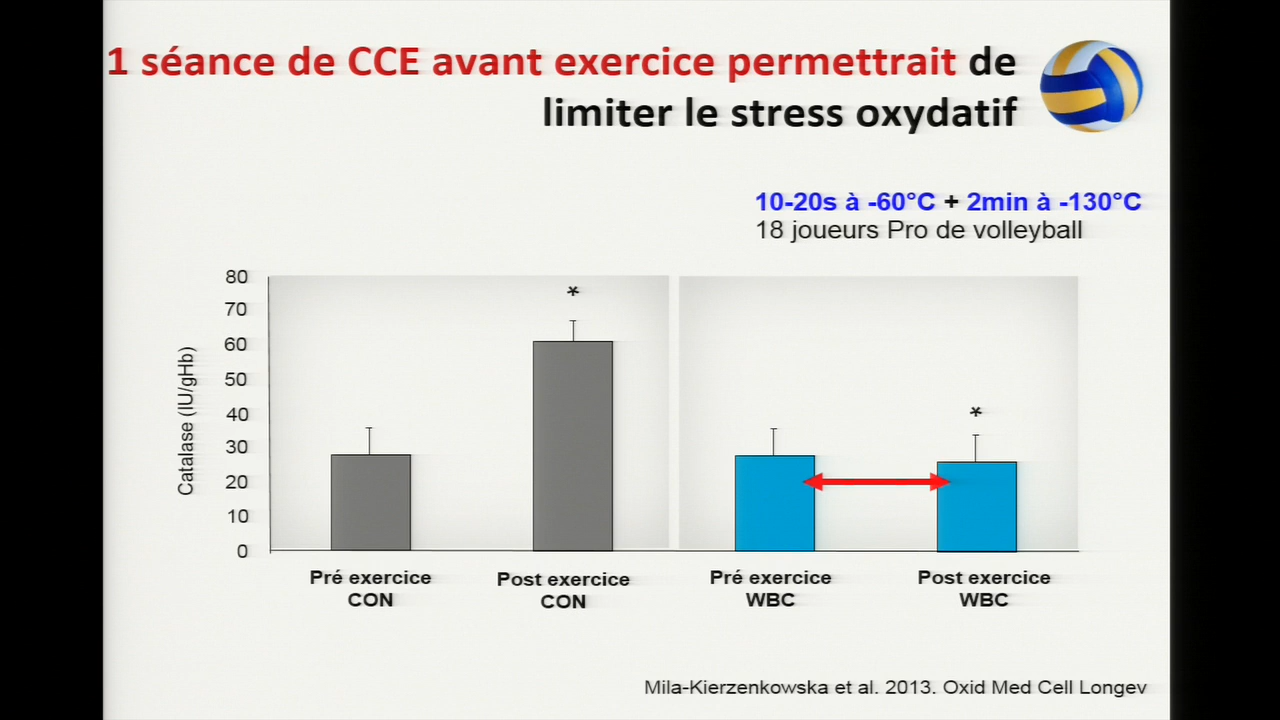 1 séance de CCE avant exercice permettrait de
limiter le stress oxydatif
10-20s à -60°C + 2min à -130°C
18 joueurs Pro de volleyball
80
70
60
50
40
30
20
10
0
Catalase (IU/gHb)
*
*
Pré exercice
CON
Post exercice
CON
Pré exercice
WBC
Post exercice
WBC
Mila-Kierzenkowska et al. 2013. Oxid Med Cell Longev